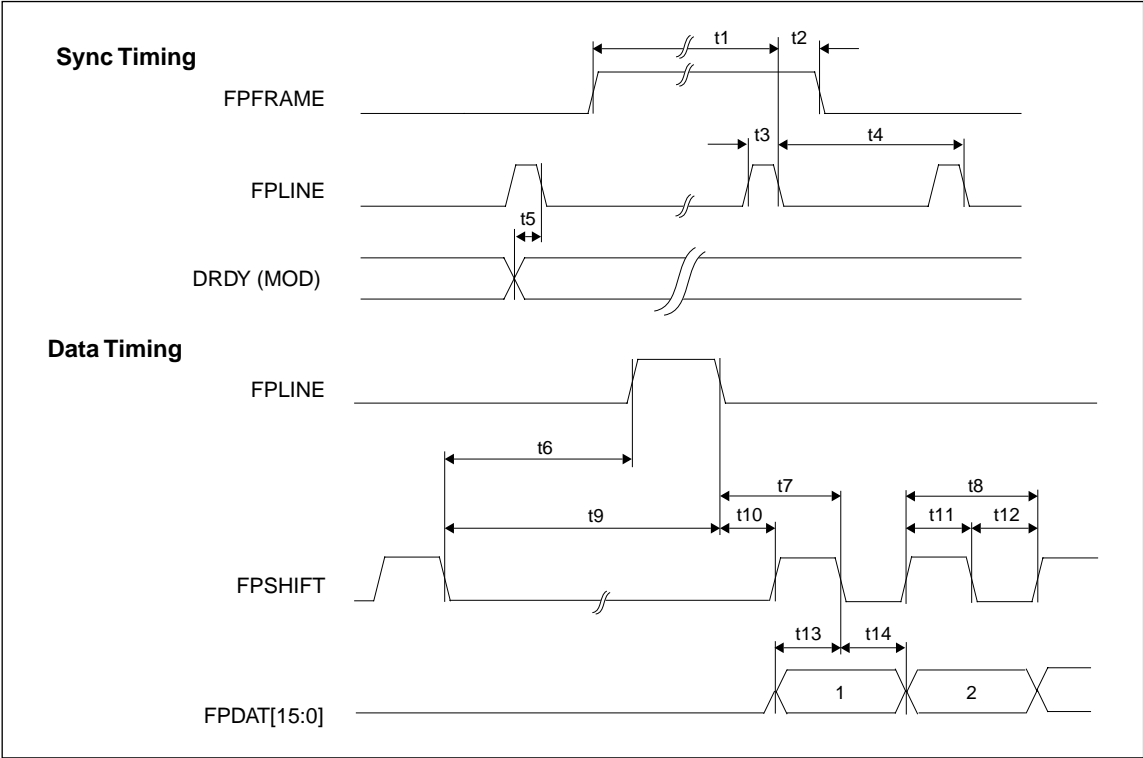 Sync Timing
t1 t2
FPFRAME
t3 t4
FPLINE
t5
DRDY (MOD)
Data Timing
FPLINE
t6
t7 t8
t9 t10 t11 t12
FPSHIFT
t13 t14
1 2
FPDAT[15:0]